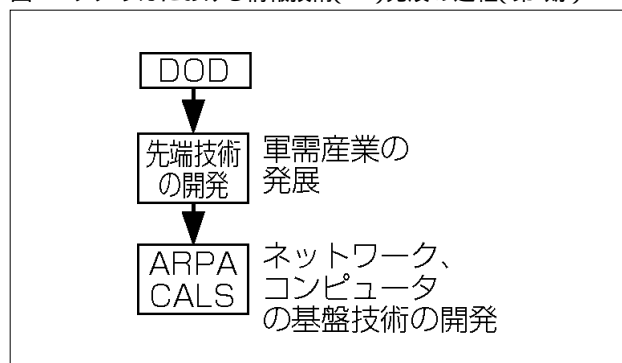 DOD
先端技術
の開発
軍需産業の
発展
ARPA
CALS
ネットワーク、
コンピュータ
の基盤技術の開発